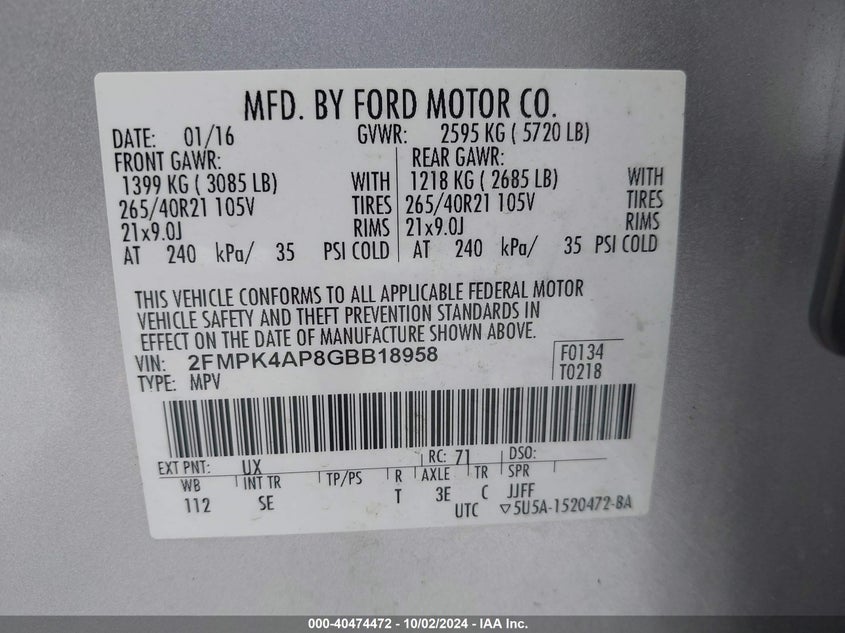 MFD. BY FORD MOTOR CO.
DATE: 01/16 GVWR: 2595 KG ( 5720 LB)
FRONT GAWR: REAR GAWR:
1399 KG ( 3085 LB) WITH 1218 KG ( 2685 LB) WITH
265/40R21 105V TIRES 265/40R21 105V TIRES
21x9.0J RIMS 21x9.0J RIMS
AT 240 kPa/ 35 PSI COLD AT 240 kPa/ 35 PSI COLD
THIS VEHICLE CONFORMS TO ALL APPLICABLE FEDERAL MOTOR
VEHICLE SAFETY AND THEFT PREVENTION STANDARDS IN
EFFECT ON THE DATE OF MANUFACTURE SHOWN ABOVE.
VIN: 2FMPK4AP8GBB18958 F0134
TYPE: MPV T0218
EXT PNT: UX RC: 71 DSO:
WB INT TR TP/PS R AXLE TR SPR
112 SE T 3E C JJFF
UTC ▽5U5A-1520472-BA
000-40474472 - 10/02/2024 - IAA Inc.